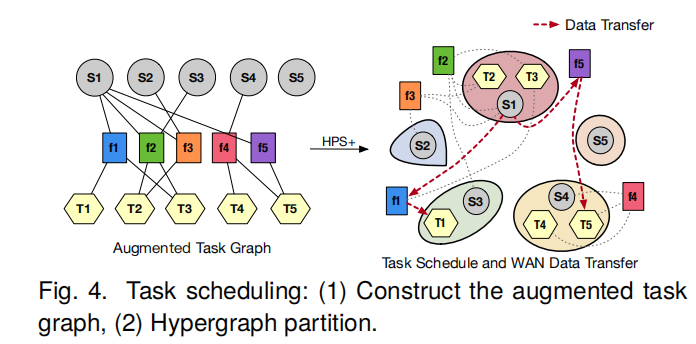 Data Transfer
S1 S2 S3 S4 S5
f1 f2 f3 f4 f5
T1 T2 T3 T4 T5
Augmented Task Graph
HPS+
f2 T2 T3 f5
f3 S1
S2 S5
f1 T1 S3 S4 f4
T4 T5
Task Schedule and WAN Data Transfer
Fig. 4. Task scheduling: (1) Construct the augmented task
graph, (2) Hypergraph partition.